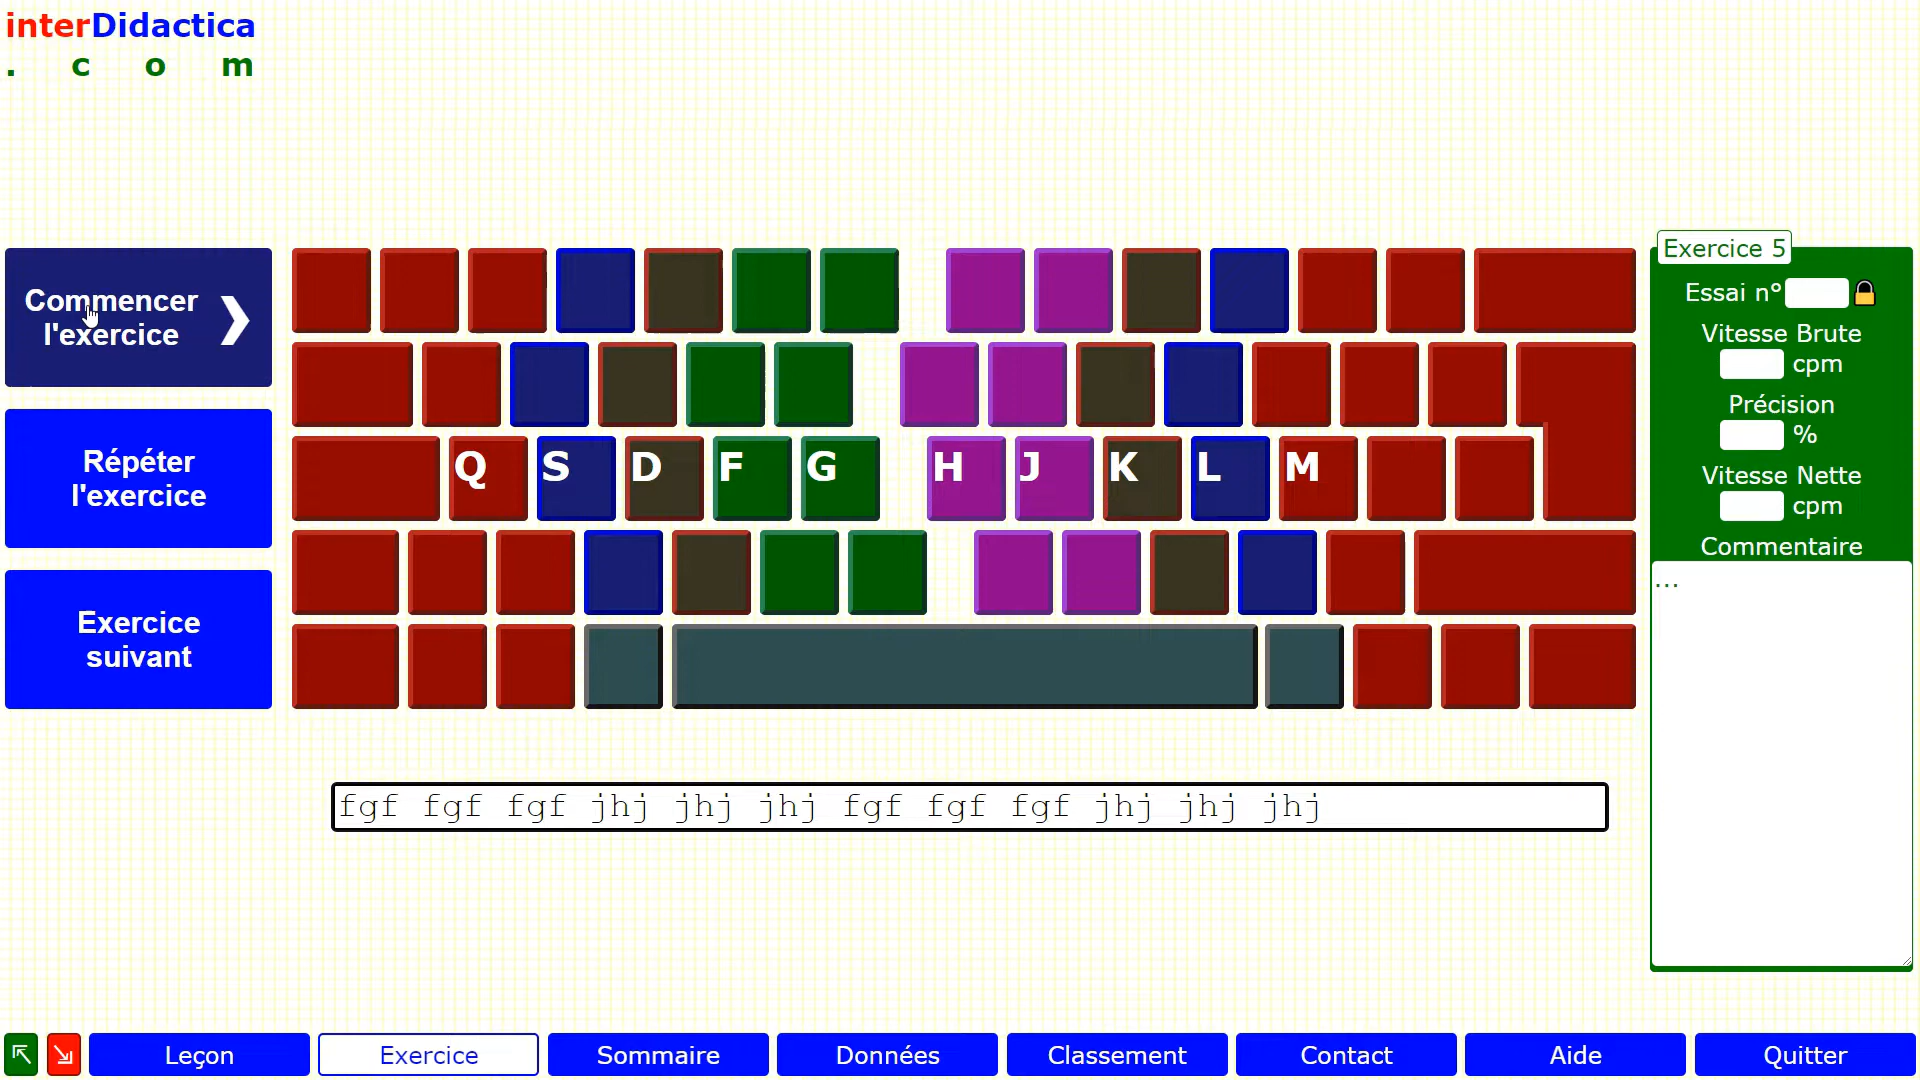 interDidactica
. c o m
Commencer
l'exercice
❯
Répéter
l'exercice
Exercice
suivant
Q S D F G H J K L M
Exercice 5
Essai n°
Vitesse Brute
cpm
Précision
%
Vitesse Nette
cpm
Commentaire
...
fgf fgf fgf jhj jhj jhj fgf fgf fgf jhj jhj jhj
Leçon Exercice Sommaire Données Classement Contact Aide Quitter